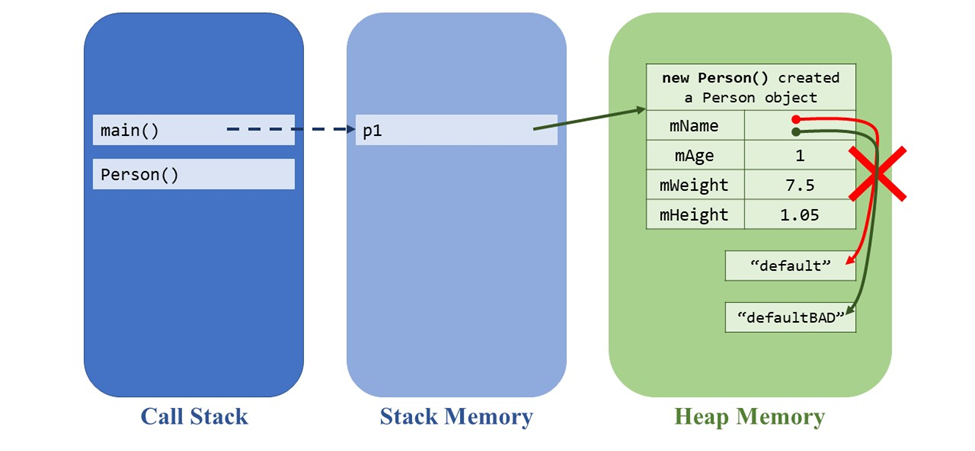 main()
Person()
Call Stack
p1
Stack Memory
new Person() created
a Person object
mName
mAge 1
mWeight 7.5
mHeight 1.05
“default”
“defaultBAD”
Heap Memory